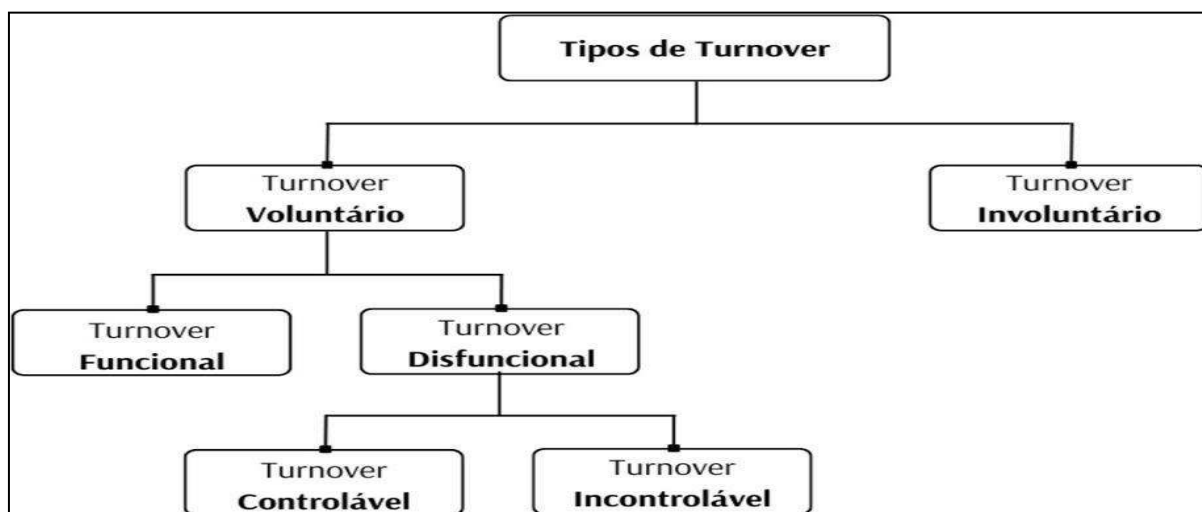 Tipos de Turnover
Turnover
Voluntário
Turnover
Involuntário
Turnover
Funcional
Turnover
Disfuncional
Turnover
Controlável
Turnover
Incontrolável